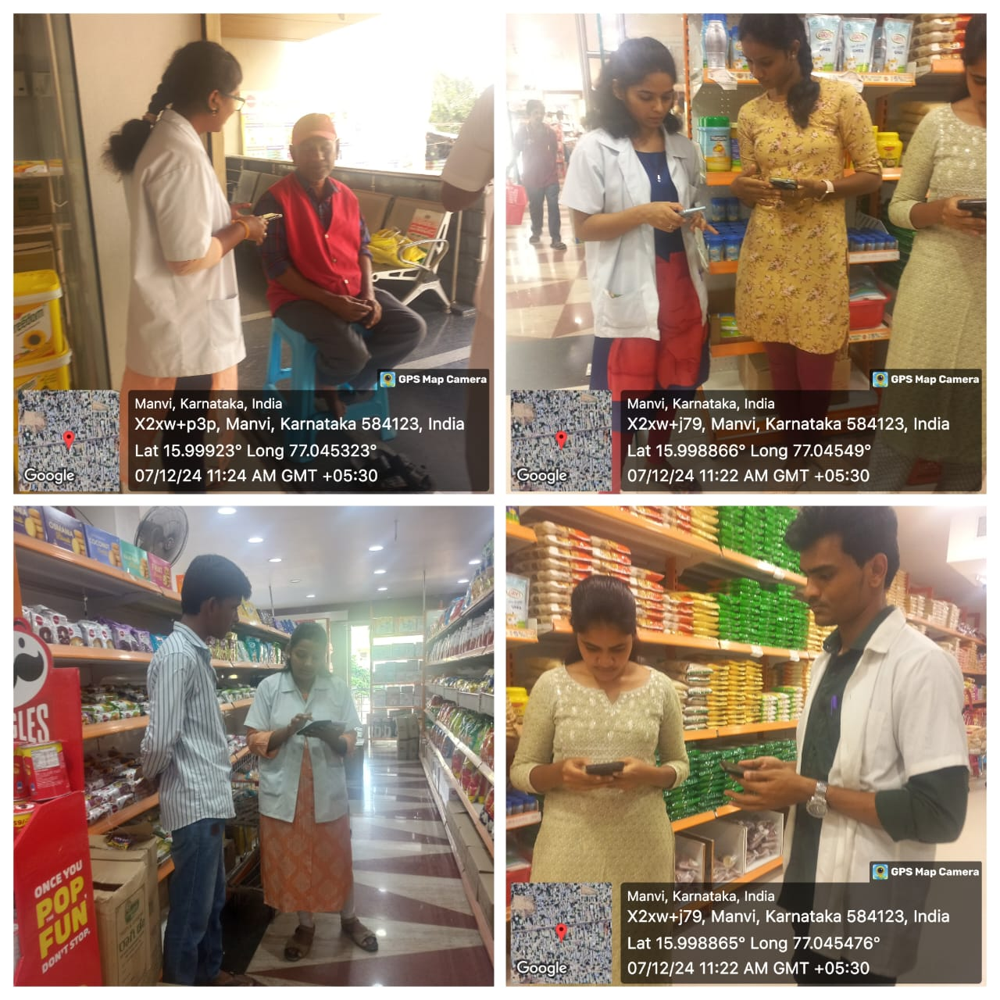 GPS Map Camera
Manvi, Karnataka, India
X2xw+p3p, Manvi, Karnataka 584123, India
Lat 15.99923° Long 77.045323°
07/12/24 11:24 AM GMT +05:30
Google
GPS Map Camera
Manvi, Karnataka, India
X2xw+j79, Manvi, Karnataka 584123, India
Lat 15.998866° Long 77.04549°
07/12/24 11:22 AM GMT +05:30
Google
OSMANIA
COCONUT
GLES
ONCE YOU
POP,
THE
FUN
DON'T STOP.
GPS Map Camera
Manvi, Karnataka, India
X2xw+j79, Manvi, Karnataka 584123, India
Lat 15.998865° Long 77.045476°
07/12/24 11:22 AM GMT +05:30
Google